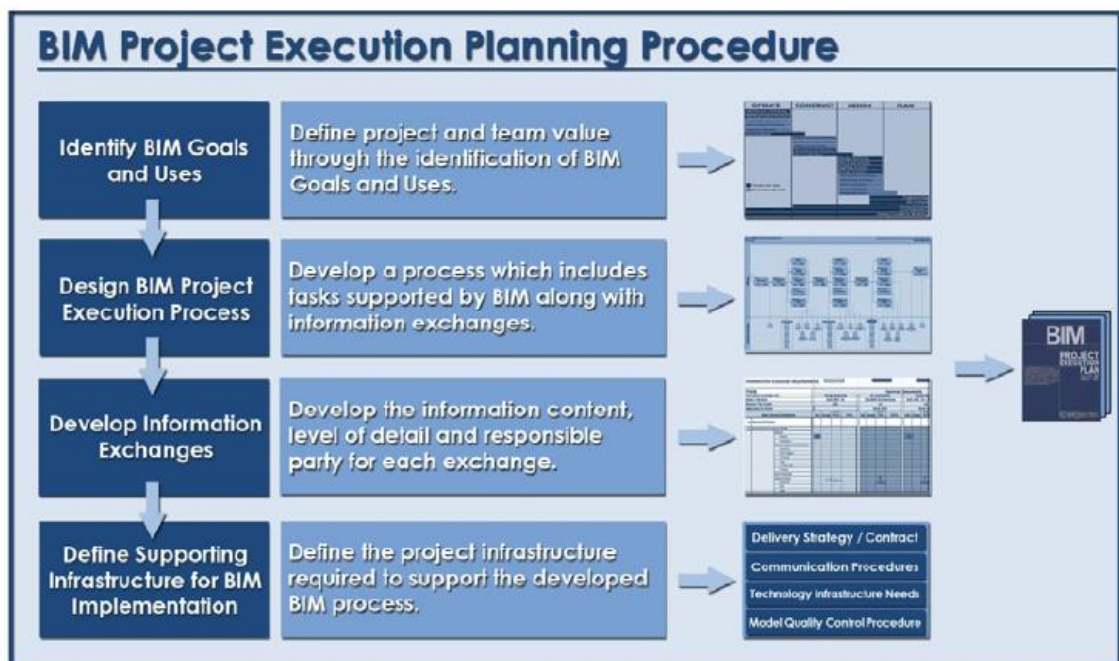 BIM Project Execution Planning Procedure
Identify BIM Goals
and Uses
Define project and team value
through the identification of BIM
Goals and Uses.
OPERATE CONSTRUCT DESIGN PLAN
Design BIM Project
Execution Process
Develop a process which includes
tasks supported by BIM along with
information exchanges.
Develop Information
Exchanges
Develop the information content,
level of detail and responsible
party for each exchange.
Define Supporting
Infrastructure for BIM
Implementation
Define the project infrastructure
required to support the developed
BIM process.
Delivery Strategy / Contract
Communication Procedures
Technology Infrastructure Needs
Model Quality Control Procedure
BIM
PROJECT
EXECUTION
PLAN